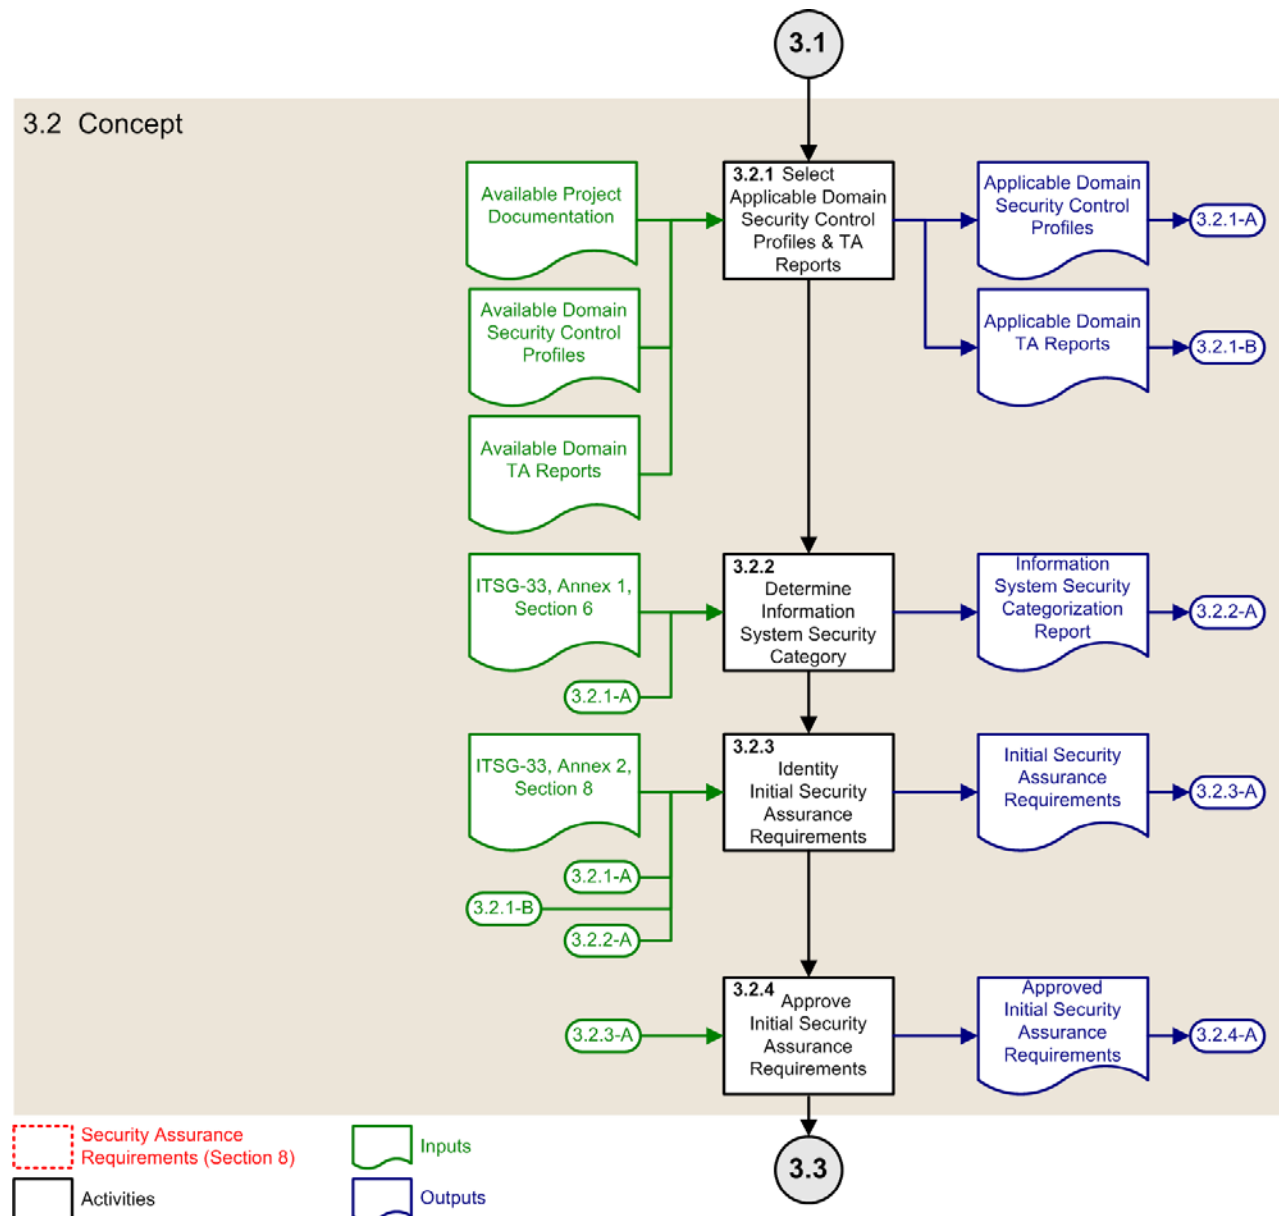 3.1
3.2 Concept
Available Project
Documentation
3.2.1 Select
Applicable Domain
Security Control
Profiles & TA
Reports
Applicable Domain
Security Control
Profiles
3.2.1-A
Available Domain
Security Control
Profiles
Applicable Domain
TA Reports
3.2.1-B
Available Domain
TA Reports
ITSG-33, Annex 1,
Section 6
3.2.1-A
3.2.2
Determine
Information
System Security
Category
Information
System Security
Categorization
Report
3.2.2-A
ITSG-33, Annex 2,
Section 8
3.2.1-A
3.2.1-B
3.2.2-A
3.2.3
Identity
Initial Security
Assurance
Requirements
Initial Security
Assurance
Requirements
3.2.3-A
3.2.3-A
3.2.4
Approve
Initial Security
Assurance
Requirements
Approved
Initial Security
Assurance
Requirements
3.2.4-A
3.3
Security Assurance
Requirements (Section 8)
Inputs
Activities
Outputs